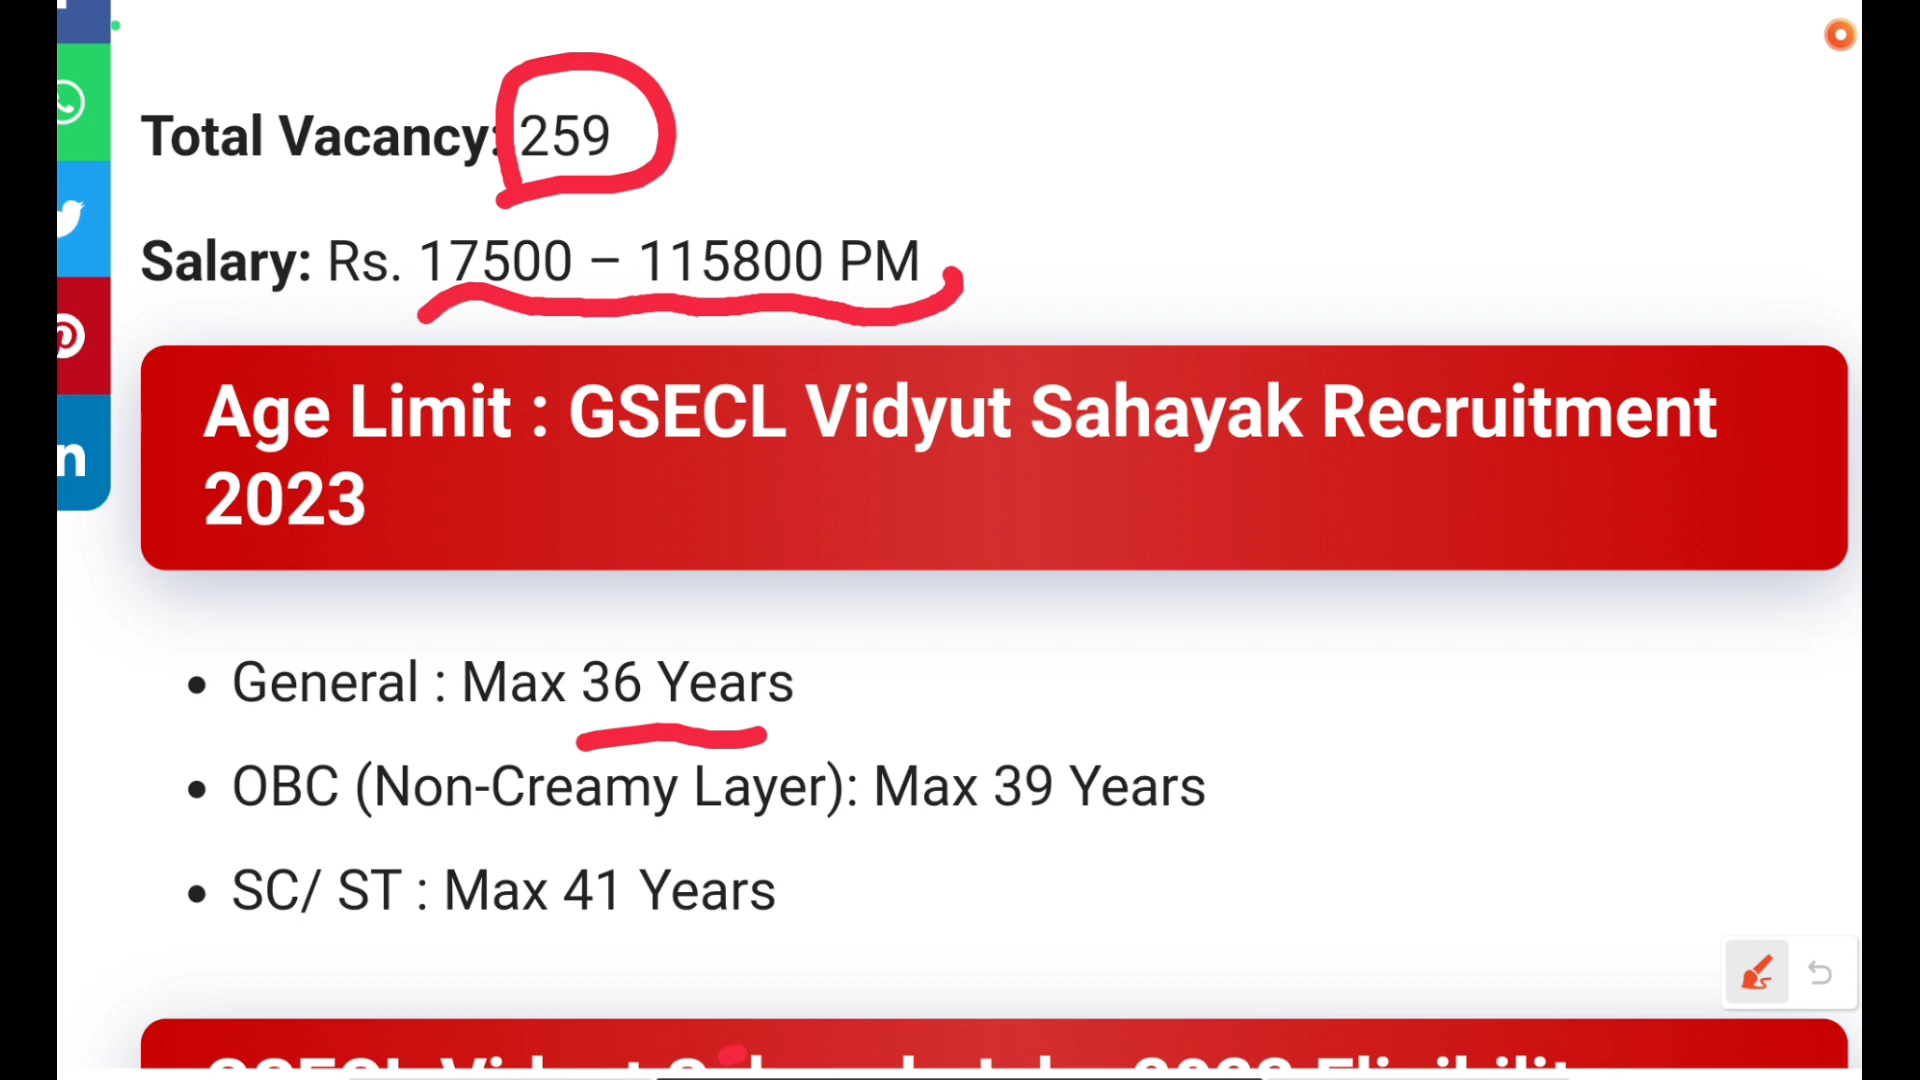 Total Vacancy: 259
Salary: Rs. 17500 – 115800 PM
Age Limit : GSECL Vidyut Sahayak Recruitment
2023
• General : Max 36 Years
• OBC (Non-Creamy Layer): Max 39 Years
• SC/ ST : Max 41 Years